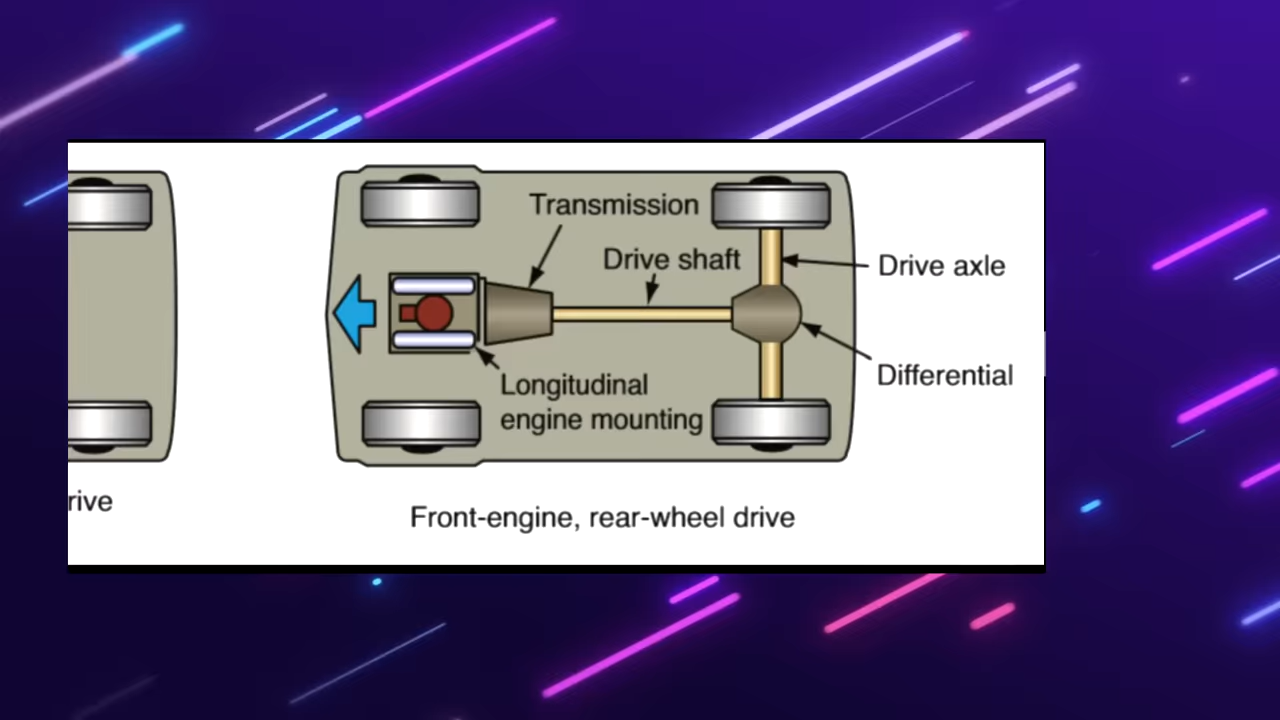 Transmission
Drive shaft
Drive axle
Differential
Longitudinal
engine mounting
rive
Front-engine, rear-wheel drive